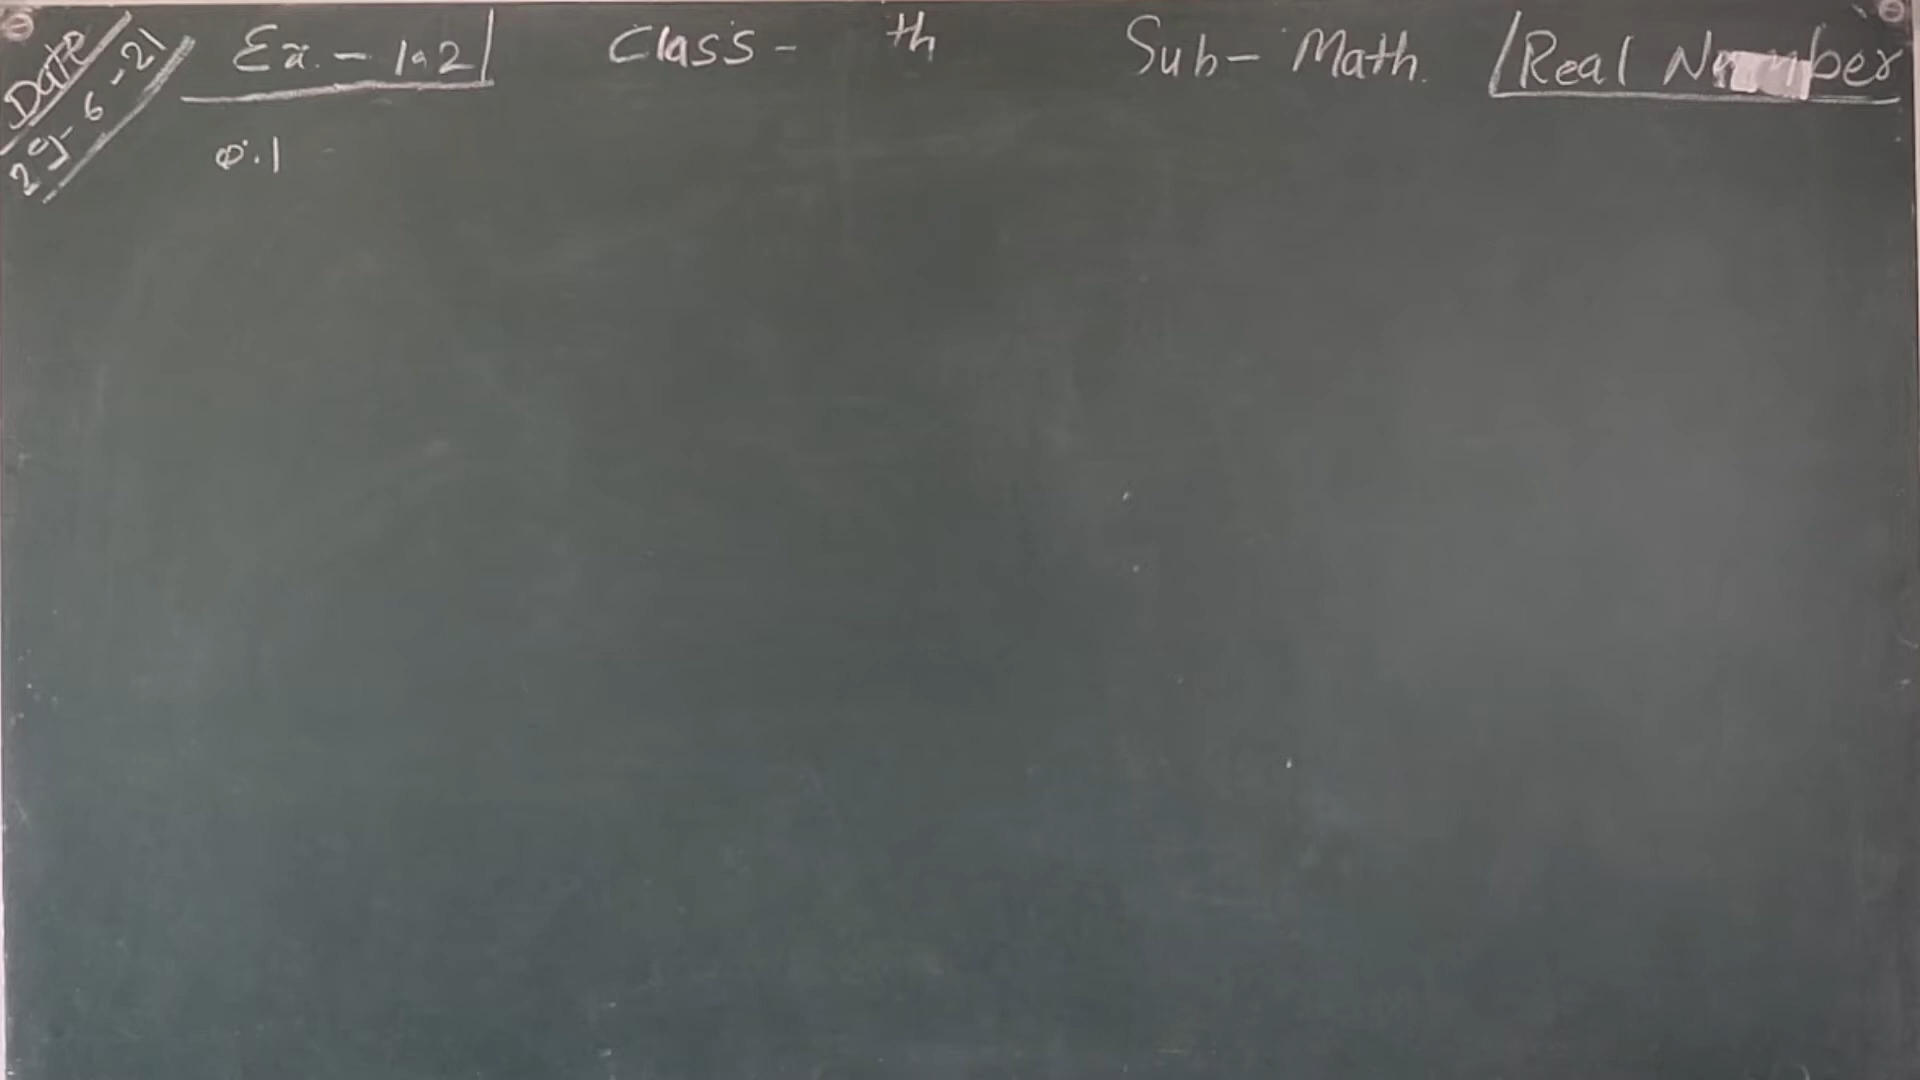 Date
29-6-21
Ex. - 1.2
Class - th
Sub - Math.
Real Number
Q.1